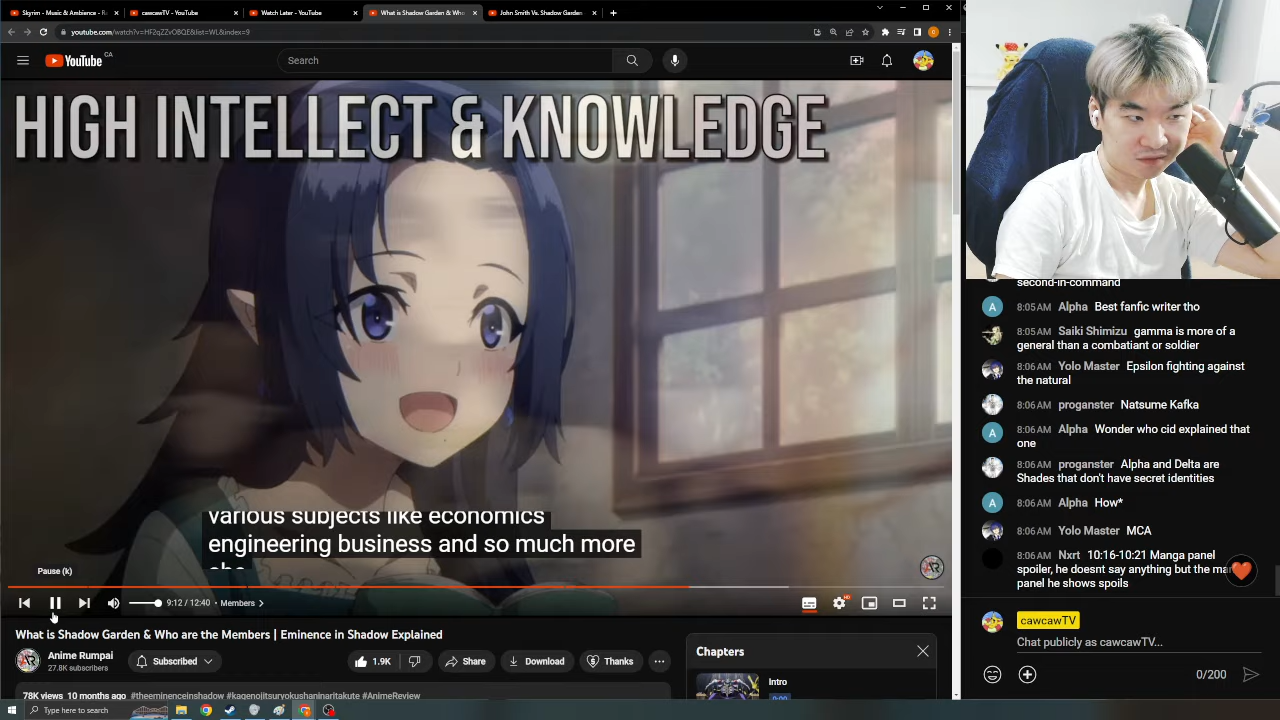 Skyrim - Music & Ambience - R
cawcawTV - YouTube
Watch Later - YouTube
What is Shadow Garden & Who
John Smith Vs. Shadow Garden
youtube.com/watch?v=HF2qZZvOBQE&list=WL&index=9
YouTube CA
Search
HIGH INTELLECT & KNOWLEDGE
various subjects like economics
engineering business and so much more
Pause (k)
9:12 / 12:40 • Members
What is Shadow Garden & Who are the Members | Eminence in Shadow Explained
Anime Rumpai
27.8K subscribers
Subscribed
1.9K
Share
Download
Thanks
78K views 10 months ago #theeminenceinshadow #kagenojitsuryokushaninaritakute #AnimeReview
Chapters
Intro
0:00
second-in-command
8:05 AM Alpha Best fanfic writer tho
8:05 AM Saiki Shimizu gamma is more of a
general than a combatiant or soldier
8:06 AM Yolo Master Epsilon fighting against
the natural
8:06 AM proganster Natsume Kafka
8:06 AM Alpha Wonder who cid explained that
one
8:06 AM proganster Alpha and Delta are
Shades that don't have secret identities
8:06 AM Alpha How*
8:06 AM Yolo Master MCA
8:06 AM Nxrt 10:16-10:21 Manga panel
spoiler, he doesnt say anything but the
panel he shows spoils
cawcawTV
Chat publicly as cawcawTV...
0/200
Type here to search